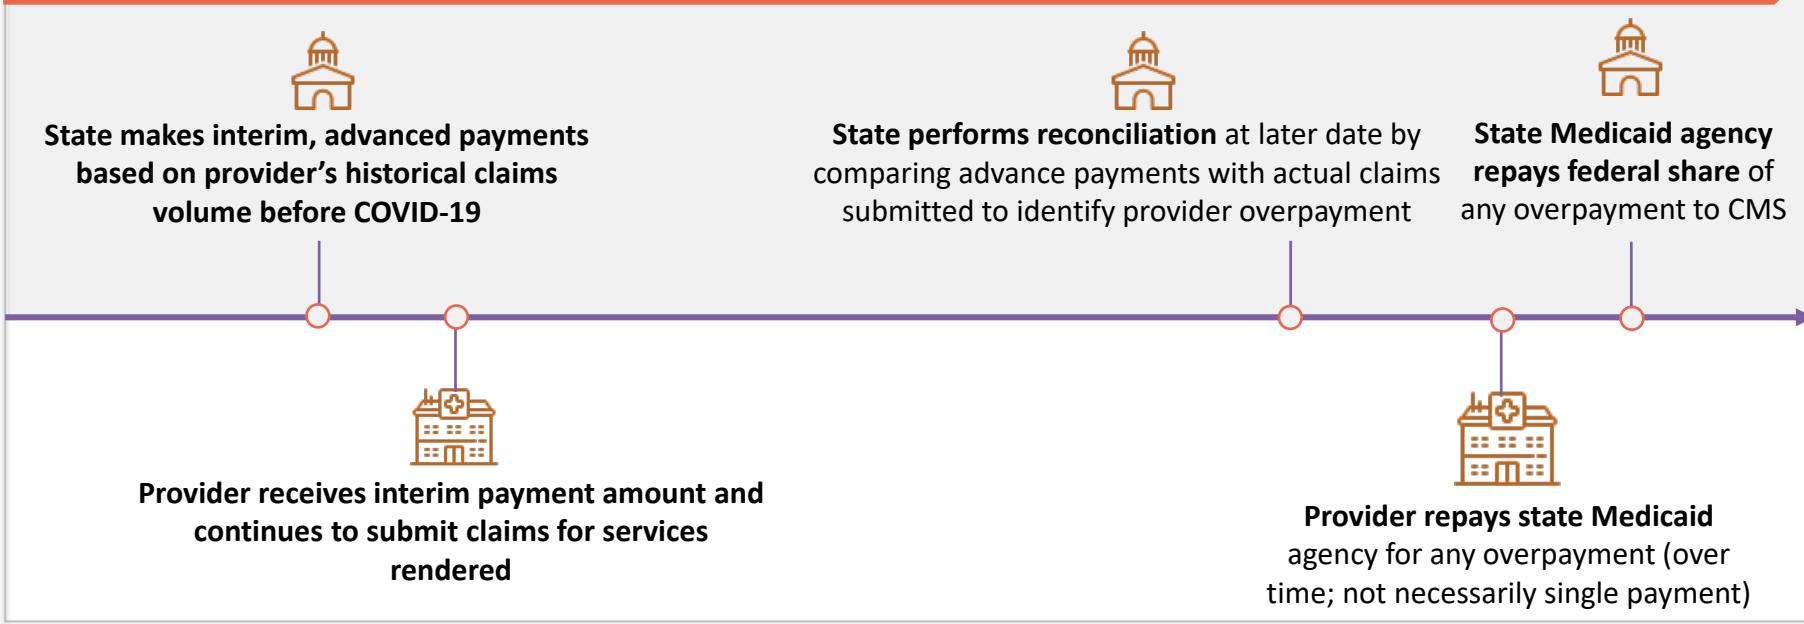 State makes interim, advanced payments
based on provider’s historical claims
volume before COVID-19
State performs reconciliation at later date by
comparing advance payments with actual claims
submitted to identify provider overpayment
State Medicaid agency
repays federal share of
any overpayment to CMS
Provider receives interim payment amount and
continues to submit claims for services
rendered
Provider repays state Medicaid
agency for any overpayment (over
time; not necessarily single payment)